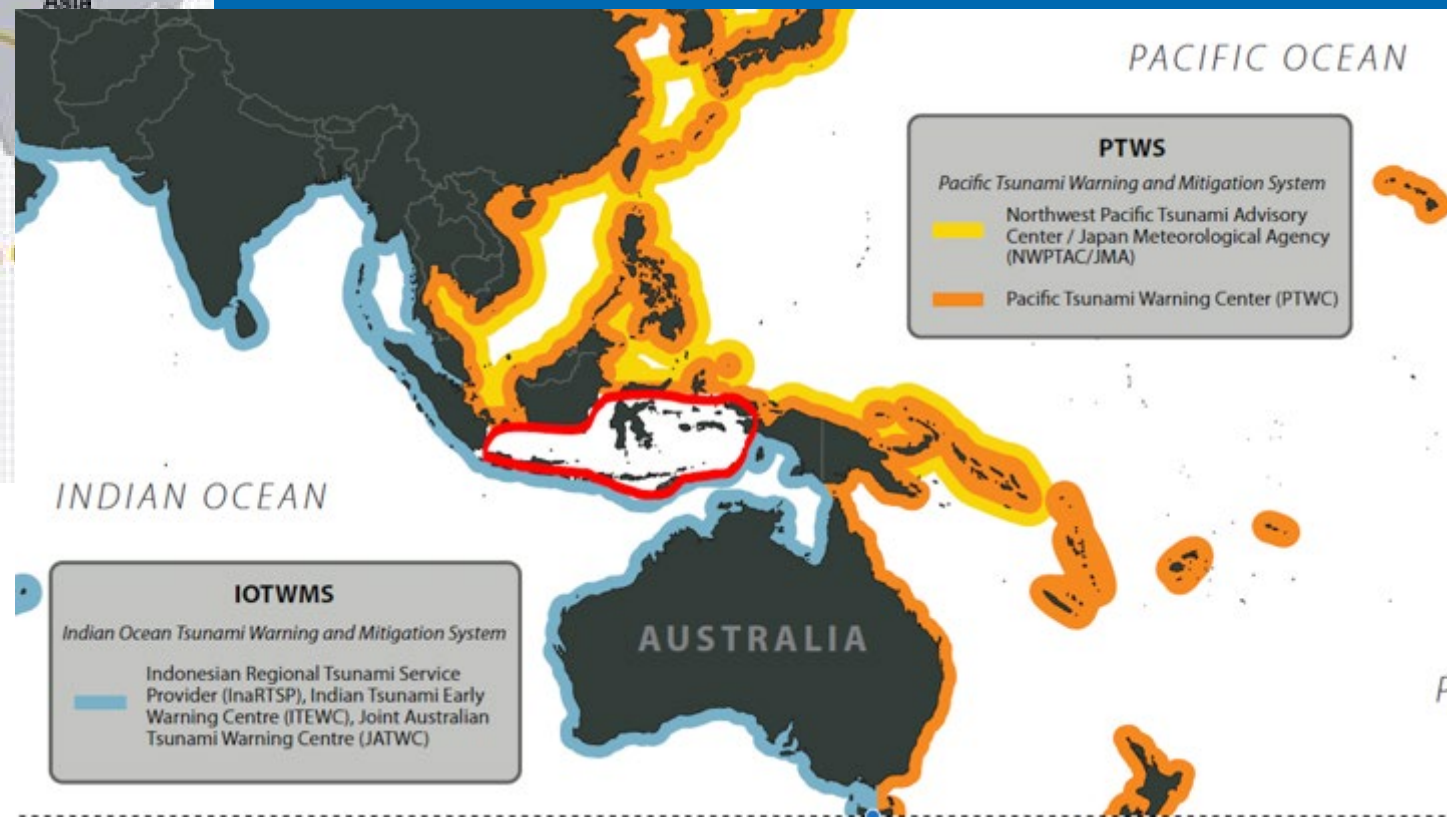 Asia
PACIFIC OCEAN
PTWS
Pacific Tsunami Warning and Mitigation System
Northwest Pacific Tsunami Advisory
Center / Japan Meteorological Agency
(NWPTAC/JMA)
Pacific Tsunami Warning Center (PTWC)
INDIAN OCEAN
IOTWMS
Indian Ocean Tsunami Warning and Mitigation System
Indonesian Regional Tsunami Service
Provider (InaRTSP), Indian Tsunami Early
Warning Centre (ITEWC), Joint Australian
Tsunami Warning Centre (JATWC)
AUSTRALIA